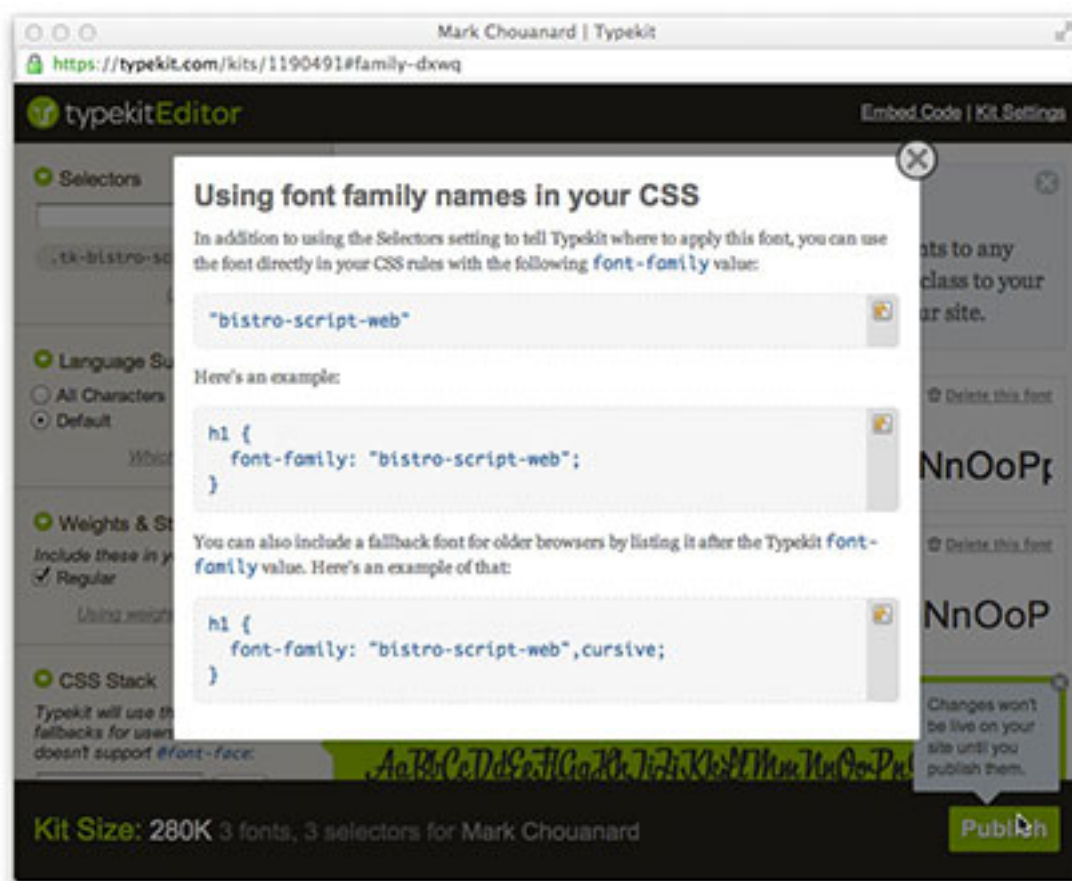 Mark Chouanard | Typekit
https://typekit.com/kits/1190491#family-dxwq
typekitEditor
Embed Code | Kit Settings
Selectors
.tk-bistro-sc
Language Su
All Characters
Default
Which
Weights & St
Include these in y
Regular
Using weigh
CSS Stack
Typekit will use th
fallbacks for user
doesn't support @font-face:
Using font family names in your CSS
In addition to using the Selectors setting to tell Typekit where to apply this font, you can use
the font directly in your CSS rules with the following font-family value:
"bistro-script-web"
Here's an example:
h1 {
font-family: "bistro-script-web";
}
You can also include a fallback font for older browsers by listing it after the Typekit font-
family value. Here's an example of that:
h1 {
font-family: "bistro-script-web",cursive;
}
nts to any
class to your
ur site.
Delete this font
NnOoPp
Delete this font
NnOoP
AaBbCcDdEeFfGgHhIiJjKkLlMmNnOoPp
Changes won't
be live on your
site until you
publish them.
Kit Size: 280K 3 fonts, 3 selectors for Mark Chouanard
Publish